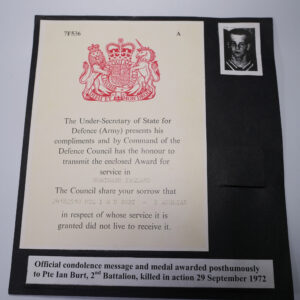 7F536 A
The Under-Secretary of State for
Defence (Army) presents his
compliments and by Command of the
Defence Council has the honour to
transmit the enclosed Award for
service in
NORTHERN IRELAND
The Council share your sorrow that
in respect of whose service it is
granted did not live to receive it.
Official condolence message and medal awarded posthumously
to Pte Ian Burt, 2nd Battalion, killed in action 29 September 1972